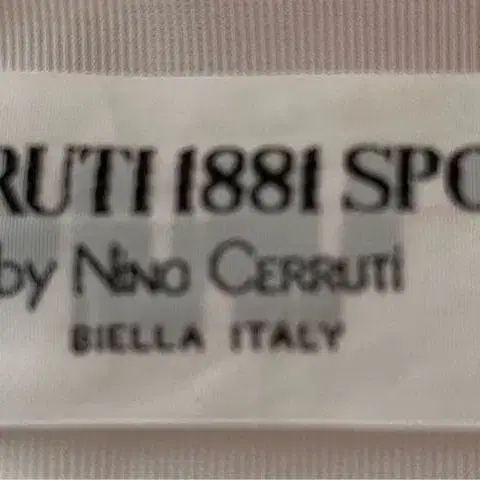 RUTI 1881 SPO
by Nino Cerruti
BIELLA ITALY